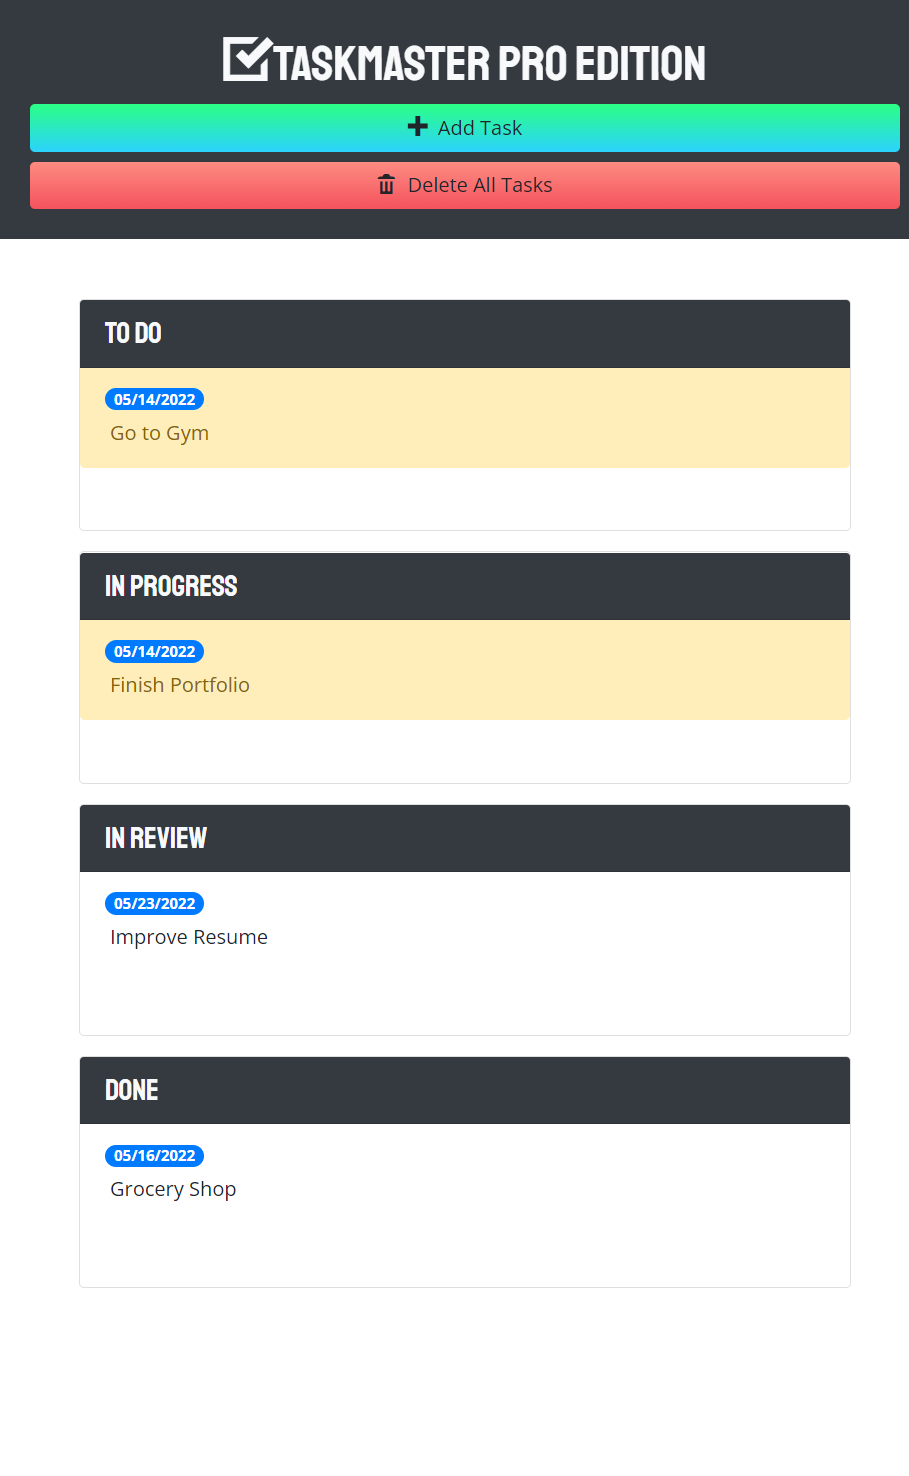 TASKMASTER PRO EDITION
Add Task
Delete All Tasks
TO DO
05/14/2022
Go to Gym
IN PROGRESS
05/14/2022
Finish Portfolio
IN REVIEW
05/23/2022
Improve Resume
DONE
05/16/2022
Grocery Shop